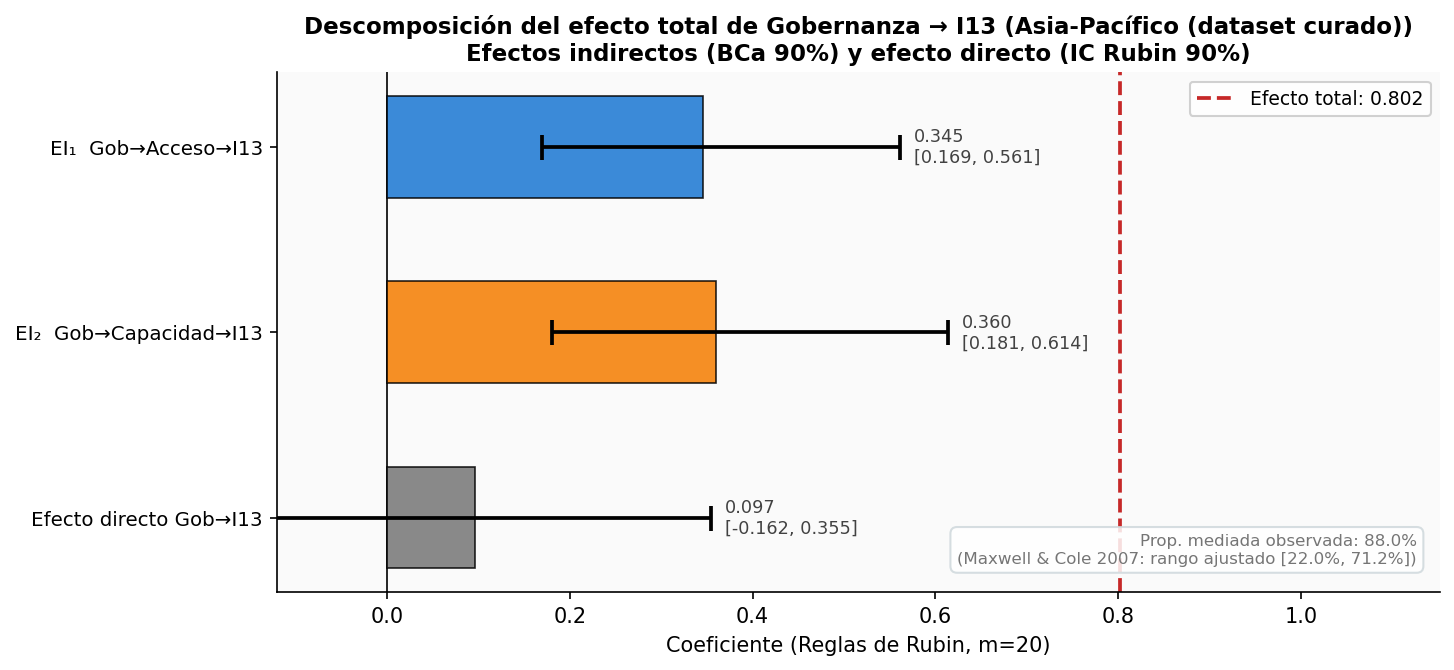 Descomposición del efecto total de Gobernanza → I13 (Asia-Pacífico (dataset curado))
Efectos indirectos (BCa 90%) y efecto directo (IC Rubin 90%)
Efecto total: 0.802
EI₁ Gob→Acceso→I13
0.345
[0.169, 0.561]
EI₂ Gob→Capacidad→I13
0.360
[0.181, 0.614]
Efecto directo Gob→I13
0.097
[-0.162, 0.355]
Prop. mediada observada: 88.0%
(Maxwell & Cole 2007: rango ajustado [22.0%, 71.2%])
0.0 0.2 0.4 0.6 0.8 1.0
Coeficiente (Reglas de Rubin, m=20)